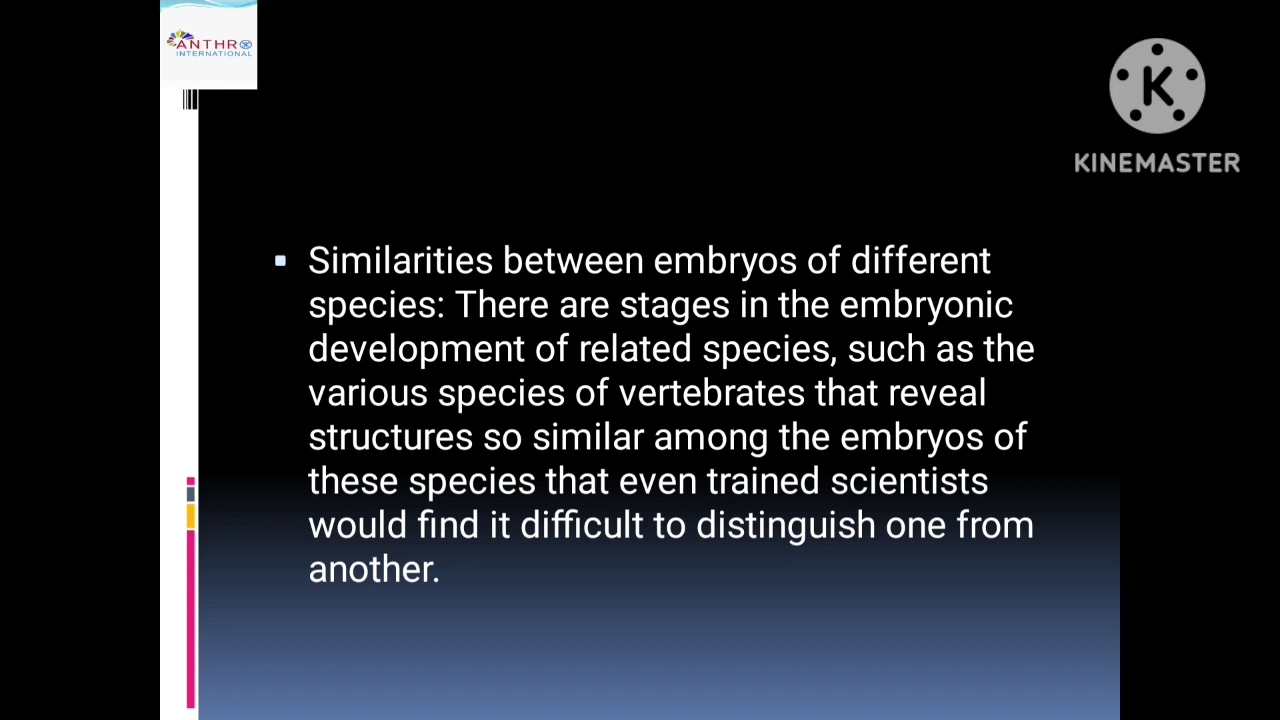 ANTHRO
INTERNATIONAL
K
KINEMASTER
Similarities between embryos of different
species: There are stages in the embryonic
development of related species, such as the
various species of vertebrates that reveal
structures so similar among the embryos of
these species that even trained scientists
would find it difficult to distinguish one from
another.